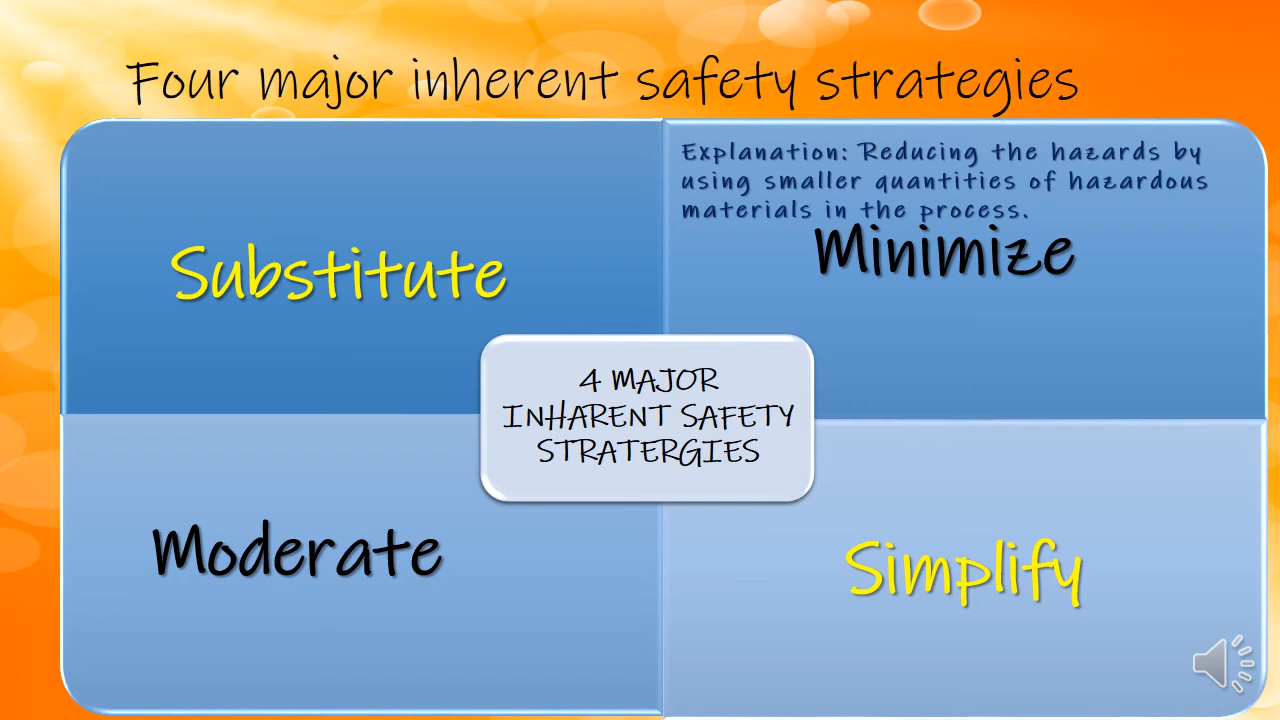 Four major inherent safety strategies
Explanation: Reducing the hazards by
using smaller quantities of hazardous
materials in the process.
Substitute
Minimize
4 MAJOR
INHARENT SAFETY
STRATERGIES
Moderate
Simplify